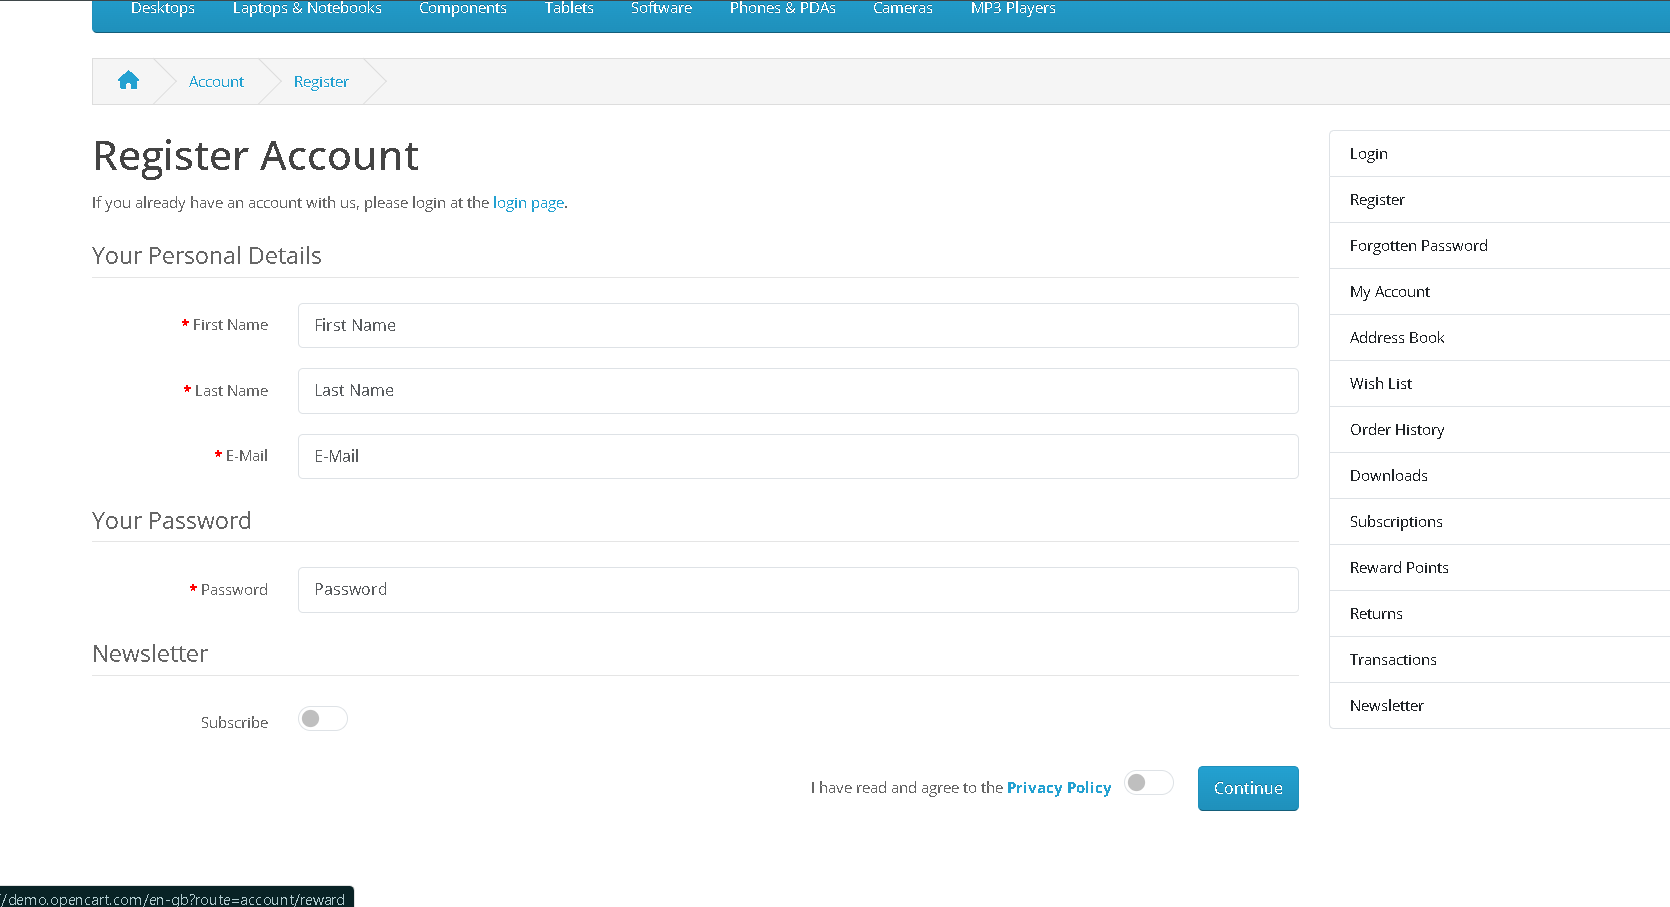 Desktops Laptops & Notebooks Components Tablets Software Phones & PDAs Cameras MP3 Players
Account Register
Register Account
If you already have an account with us, please login at the login page.
Your Personal Details
* First Name First Name
* Last Name Last Name
* E-Mail E-Mail
Your Password
* Password Password
Newsletter
Subscribe
I have read and agree to the Privacy Policy Continue
Login
Register
Forgotten Password
My Account
Address Book
Wish List
Order History
Downloads
Subscriptions
Reward Points
Returns
Transactions
Newsletter
//demo.opencart.com/en-gb?route=account/reward